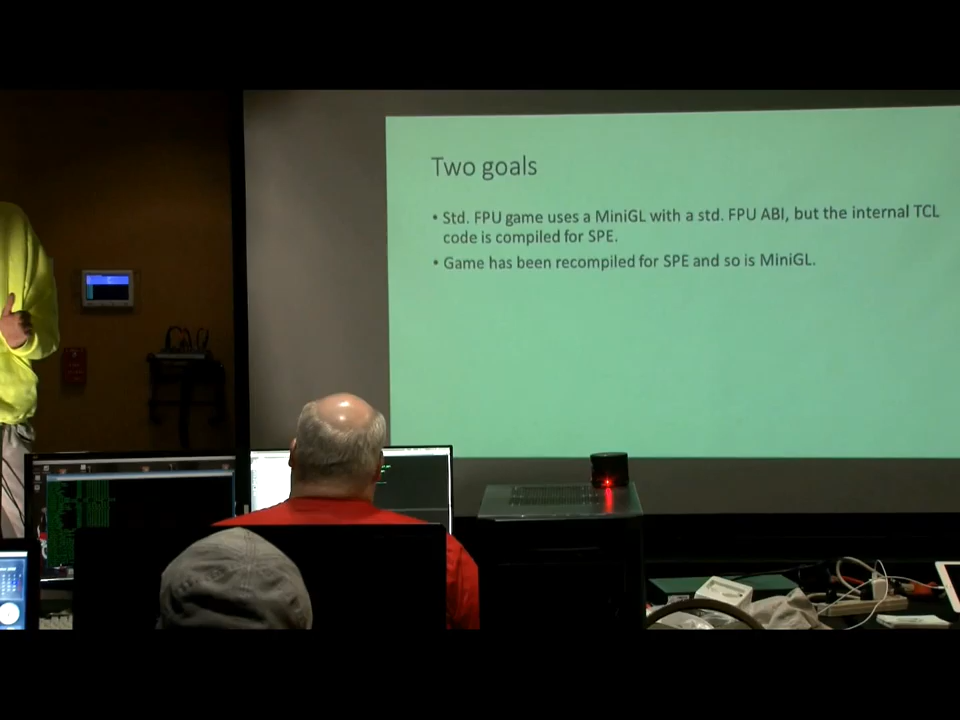 Two goals
• Std. FPU game uses a MiniGL with a std. FPU ABI, but the internal TCL
code is compiled for SPE.
• Game has been recompiled for SPE and so is MiniGL.